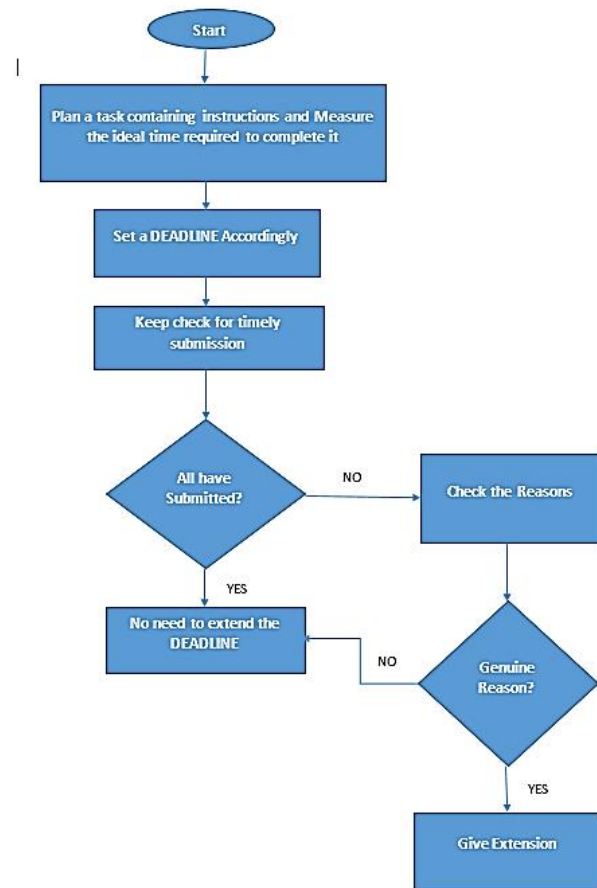 Start
Plan a task containing instructions and Measure
the ideal time required to complete it
Set a DEADLINE Accordingly
Keep check for timely
submission
All have
Submitted?
NO
Check the Reasons
YES
No need to extend the
DEADLINE
NO
Genuine
Reason?
YES
Give Extension